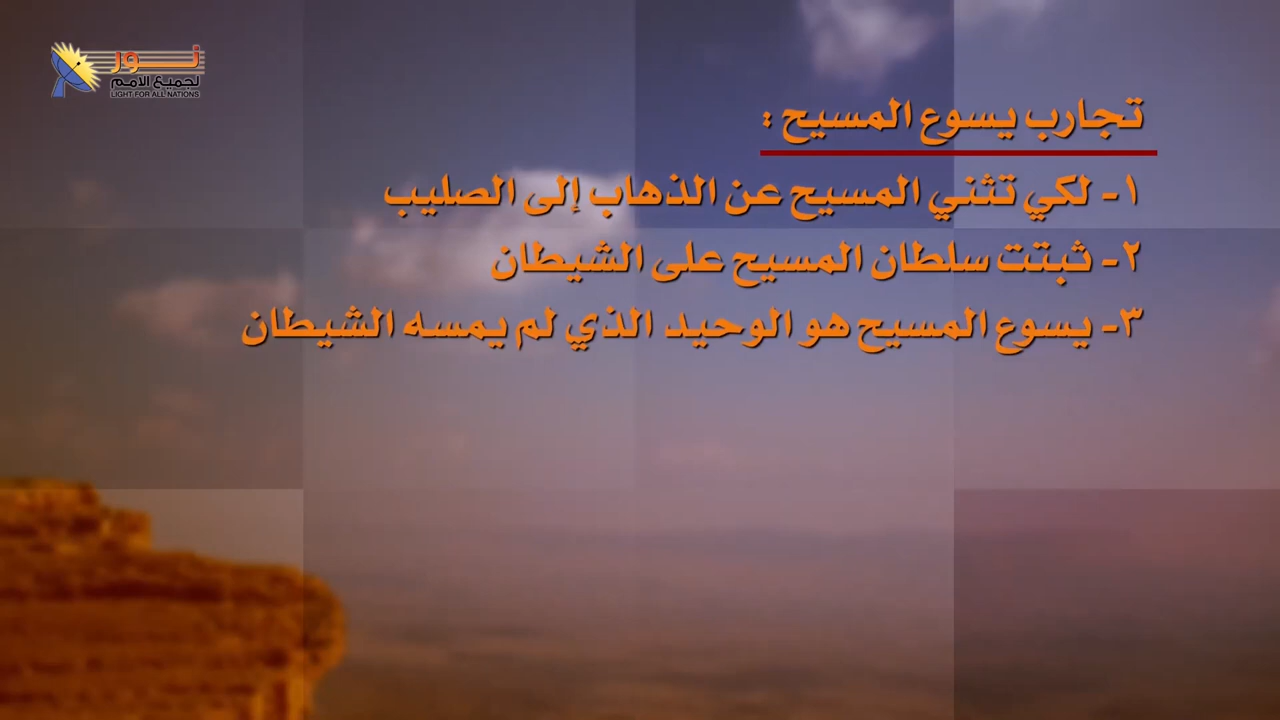 نور
لجميع الامم
LIGHT FOR ALL NATIONS
تجارب يسوع المسيح :
١- لكي تثني المسيح عن الذهاب إلى الصليب
٢- ثبتت سلطان المسيح على الشيطان
٣- يسوع المسيح هو الوحيد الذي لم يمسه الشيطان